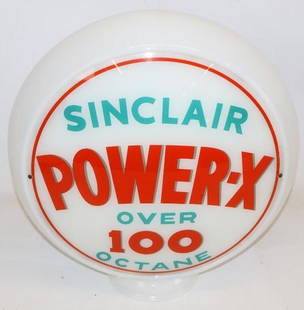 SINCLAIR
POWER-X
OVER
100
OCTANE